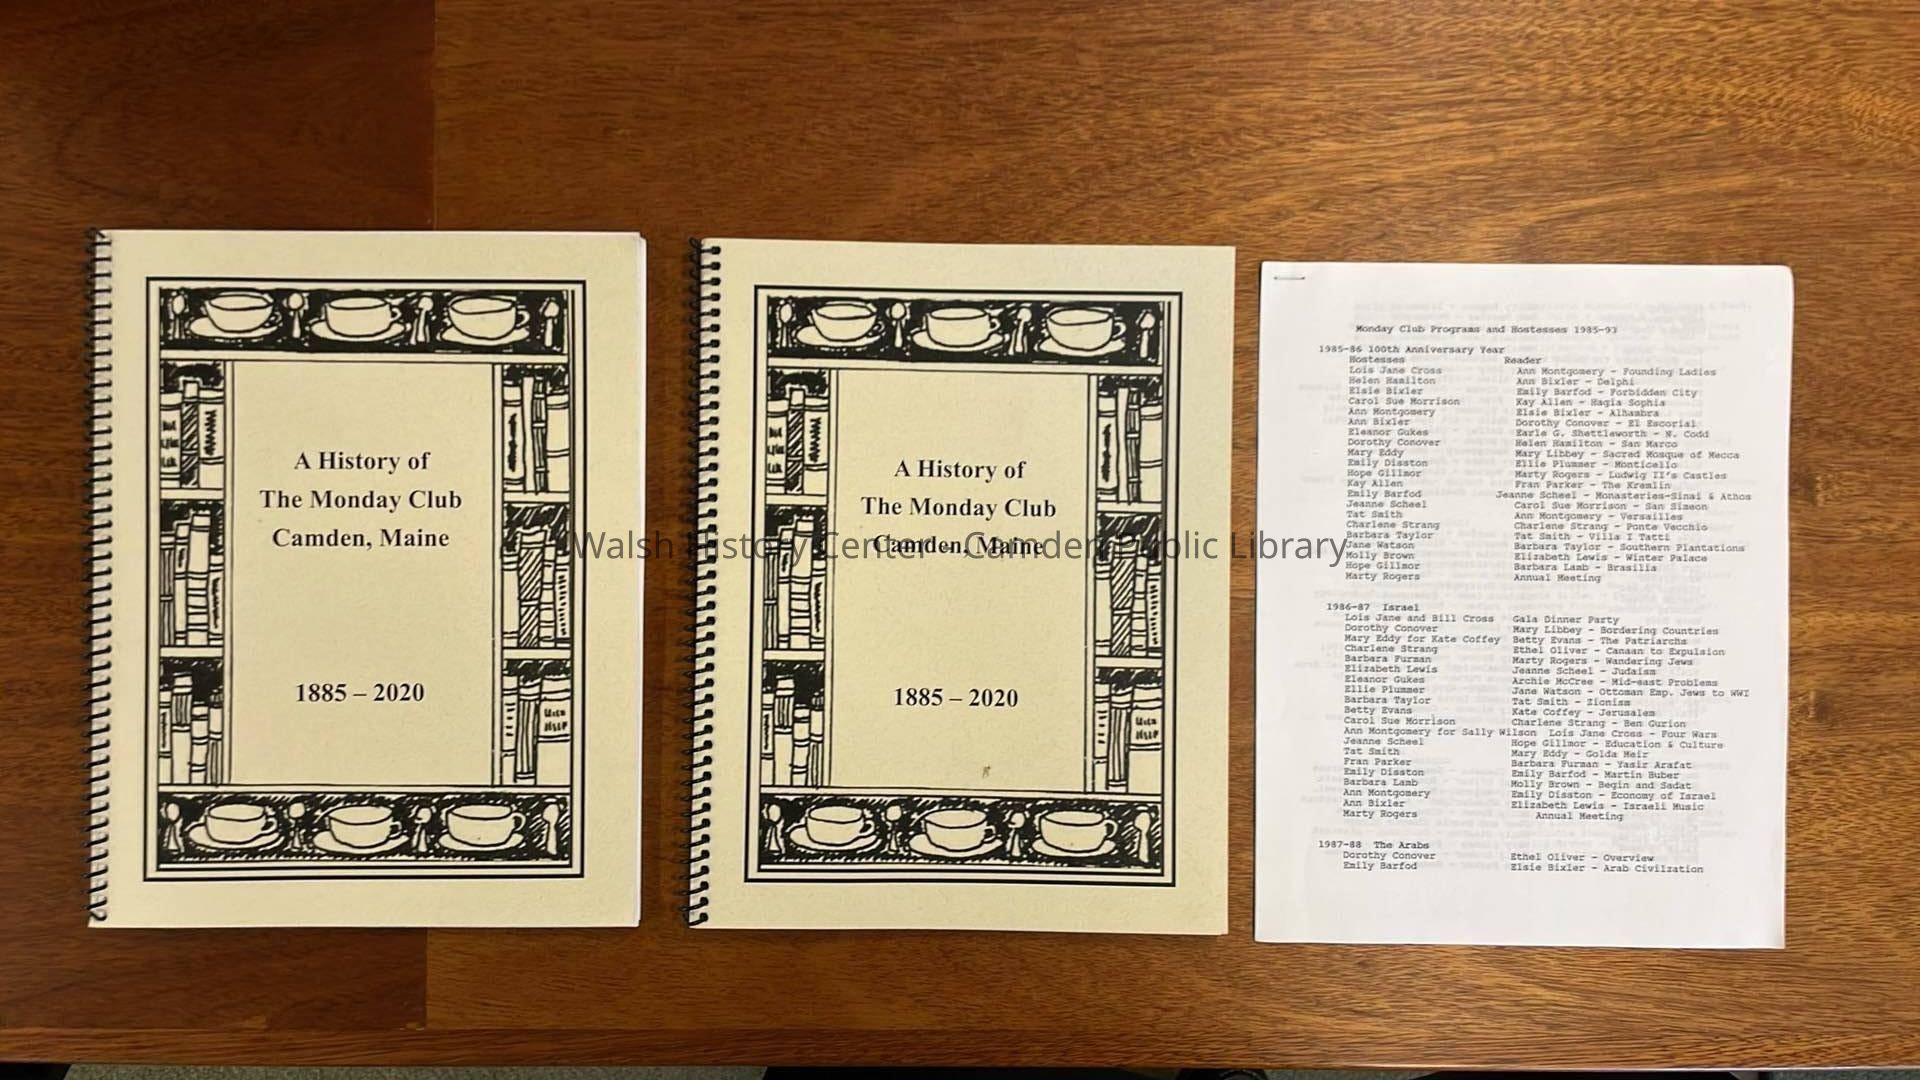 A History of
The Monday Club
Camden, Maine
1885 – 2020
A History of
The Monday Club
Camden, Maine
1885 – 2020
Walsh History Center - Camden Public Library
Monday Club Programs and Hostesses 1985-93
1985-86 100th Anniversary Year
Hostesses Reader
Lois Jane Cross Ann Montgomery - Founding Ladies
Helen Hamilton Ann Bixler - Delphi
Elsie Bixler Emily Barfod - Forbidden City
Carol Sue Morrison Kay Allen - Hagia Sophia
Ann Montgomery Elsie Bixler - Alhambra
Ann Bixler Dorothy Conover - El Escorial
Eleanor Gukes Earle G. Shettleworth - N. Codd
Dorothy Conover Helen Hamilton - San Marco
Mary Eddy Mary Libbey - Sacred Mosque of Mecca
Emily Disston Ellie Plummer - Monticello
Hope Gillmor Marty Rogers - Ludwig II's Castles
Kay Allen Fran Parker - The Kremlin
Emily Barfod Jeanne Scheel - Monasteries-Sinai & Athos
Jeanne Scheel Carol Sue Morrison - San Simeon
Tat Smith Ann Montgomery - Versailles
Charlene Strang Charlene Strang - Ponte Vecchio
Barbara Taylor Tat Smith - Villa I Tatti
Jane Watson Barbara Taylor - Southern Plantations
Molly Brown Elizabeth Lewis - Winter Palace
Hope Gillmor Barbara Lamb - Brasilia
Marty Rogers Annual Meeting
1986-87 Israel
Lois Jane and Bill Cross Gala Dinner Party
Dorothy Conover Mary Libbey - Bordering Countries
Mary Eddy for Kate Coffey Betty Evans - The Patriarchs
Charlene Strang Ethel Oliver - Canaan to Expulsion
Barbara Furman Marty Rogers - Wandering Jews
Elizabeth Lewis Jeanne Scheel - Judaism
Eleanor Gukes Archie McCree - Mid-east Problems
Ellie Plummer Jane Watson - Ottoman Emp. Jews to WWI
Barbara Taylor Tat Smith - Zionism
Betty Evans Kate Coffey - Jerusalem
Carol Sue Morrison Charlene Strang - Ben Gurion
Ann Montgomery for Sally Wilson Lois Jane Cross - Four Wars
Jeanne Scheel Hope Gillmor - Education & Culture
Tat Smith Mary Eddy - Golda Meir
Fran Parker Barbara Furman - Yasir Arafat
Emily Disston Emily Barfod - Martin Buber
Barbara Lamb Molly Brown - Begin and Sadat
Ann Montgomery Emily Disston - Economy of Israel
Ann Bixler Elizabeth Lewis - Israeli Music
Marty Rogers Annual Meeting
1987-88 The Arabs
Dorothy Conover Ethel Oliver - Overview
Emily Barfod Elsie Bixler - Arab Civilzation